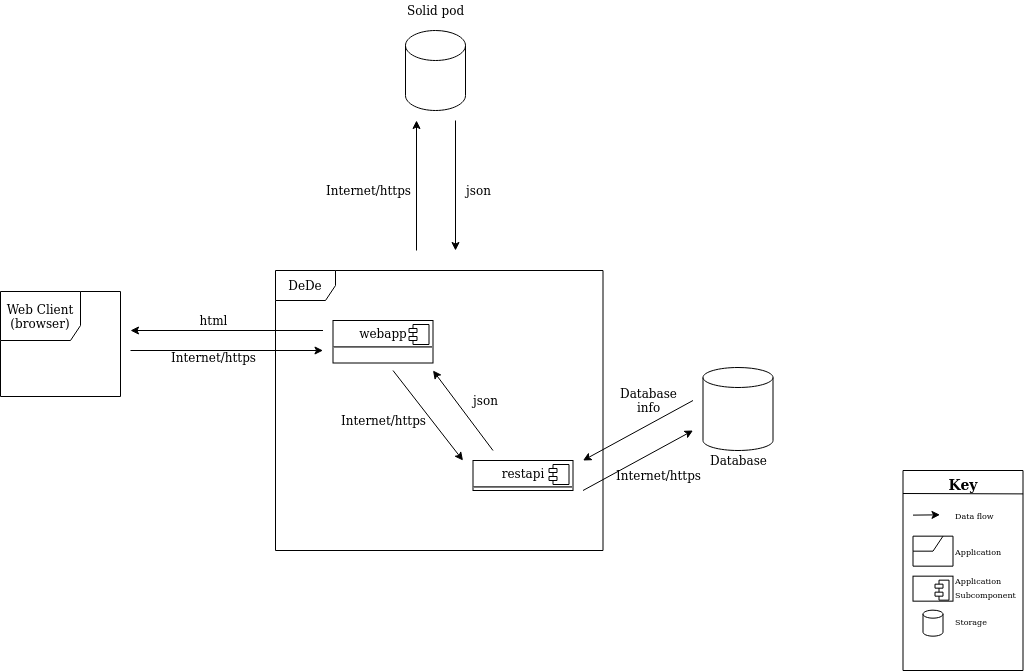 Solid pod
Internet/https
json
DeDe
Web Client
(browser)
html
Internet/https
webapp
Internet/https
json
restapi
Database
info
Internet/https
Database
Key
Data flow
Application
Application
Subcomponent
Storage